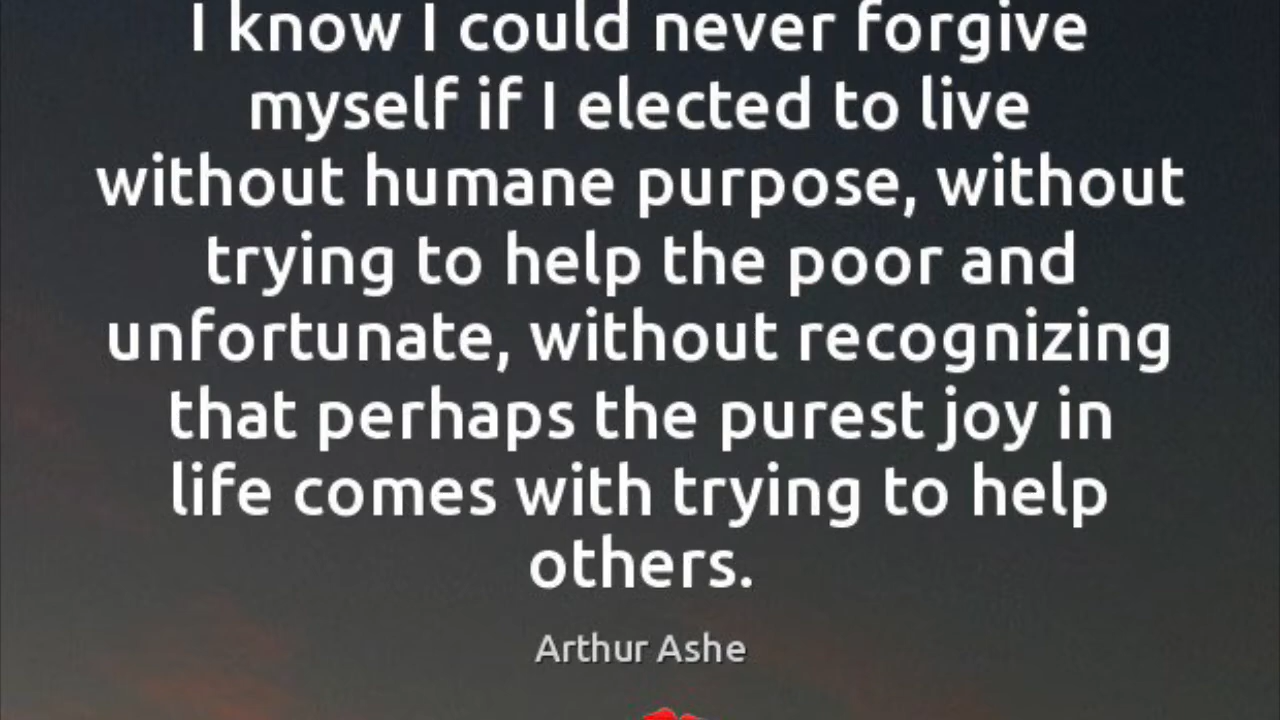 I know I could never forgive
myself if I elected to live
without humane purpose, without
trying to help the poor and
unfortunate, without recognizing
that perhaps the purest joy in
life comes with trying to help
others.
Arthur Ashe